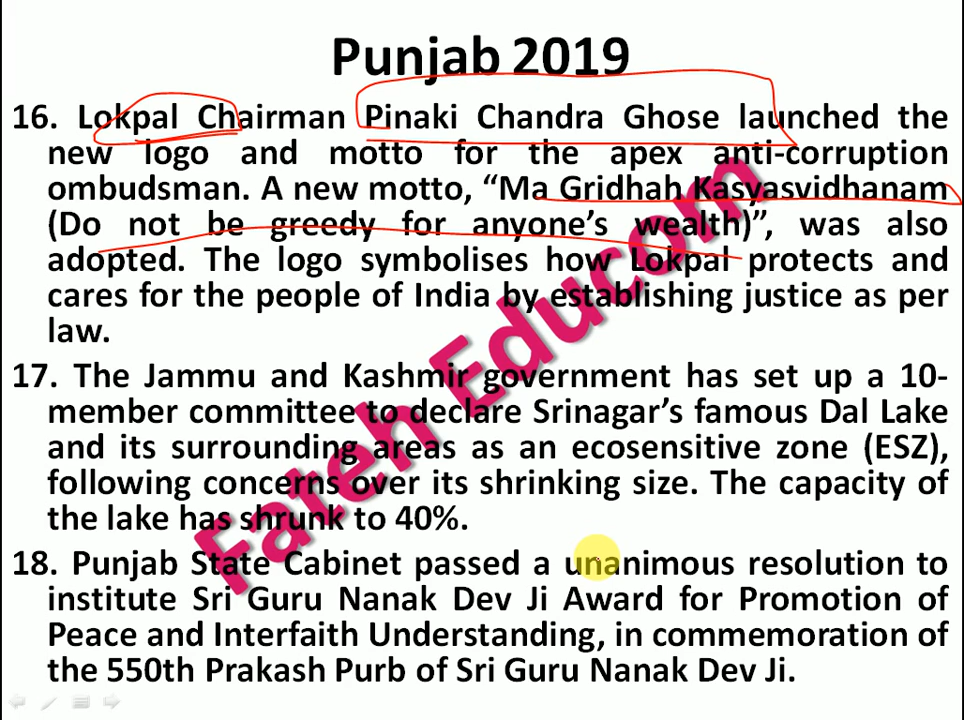 Punjab 2019
16. Lokpal Chairman Pinaki Chandra Ghose launched the
new logo and motto for the apex anti-corruption
ombudsman. A new motto, “Ma Gridhah Kasyasvidhanam
(Do not be greedy for anyone’s wealth)”, was also
adopted. The logo symbolises how Lokpal protects and
cares for the people of India by establishing justice as per
law.
17. The Jammu and Kashmir government has set up a 10-
member committee to declare Srinagar’s famous Dal Lake
and its surrounding areas as an ecosensitive zone (ESZ),
following concerns over its shrinking size. The capacity of
the lake has shrunk to 40%.
18. Punjab State Cabinet passed a unanimous resolution to
institute Sri Guru Nanak Dev Ji Award for Promotion of
Peace and Interfaith Understanding, in commemoration of
the 550th Prakash Purb of Sri Guru Nanak Dev Ji.
Fateh Educom